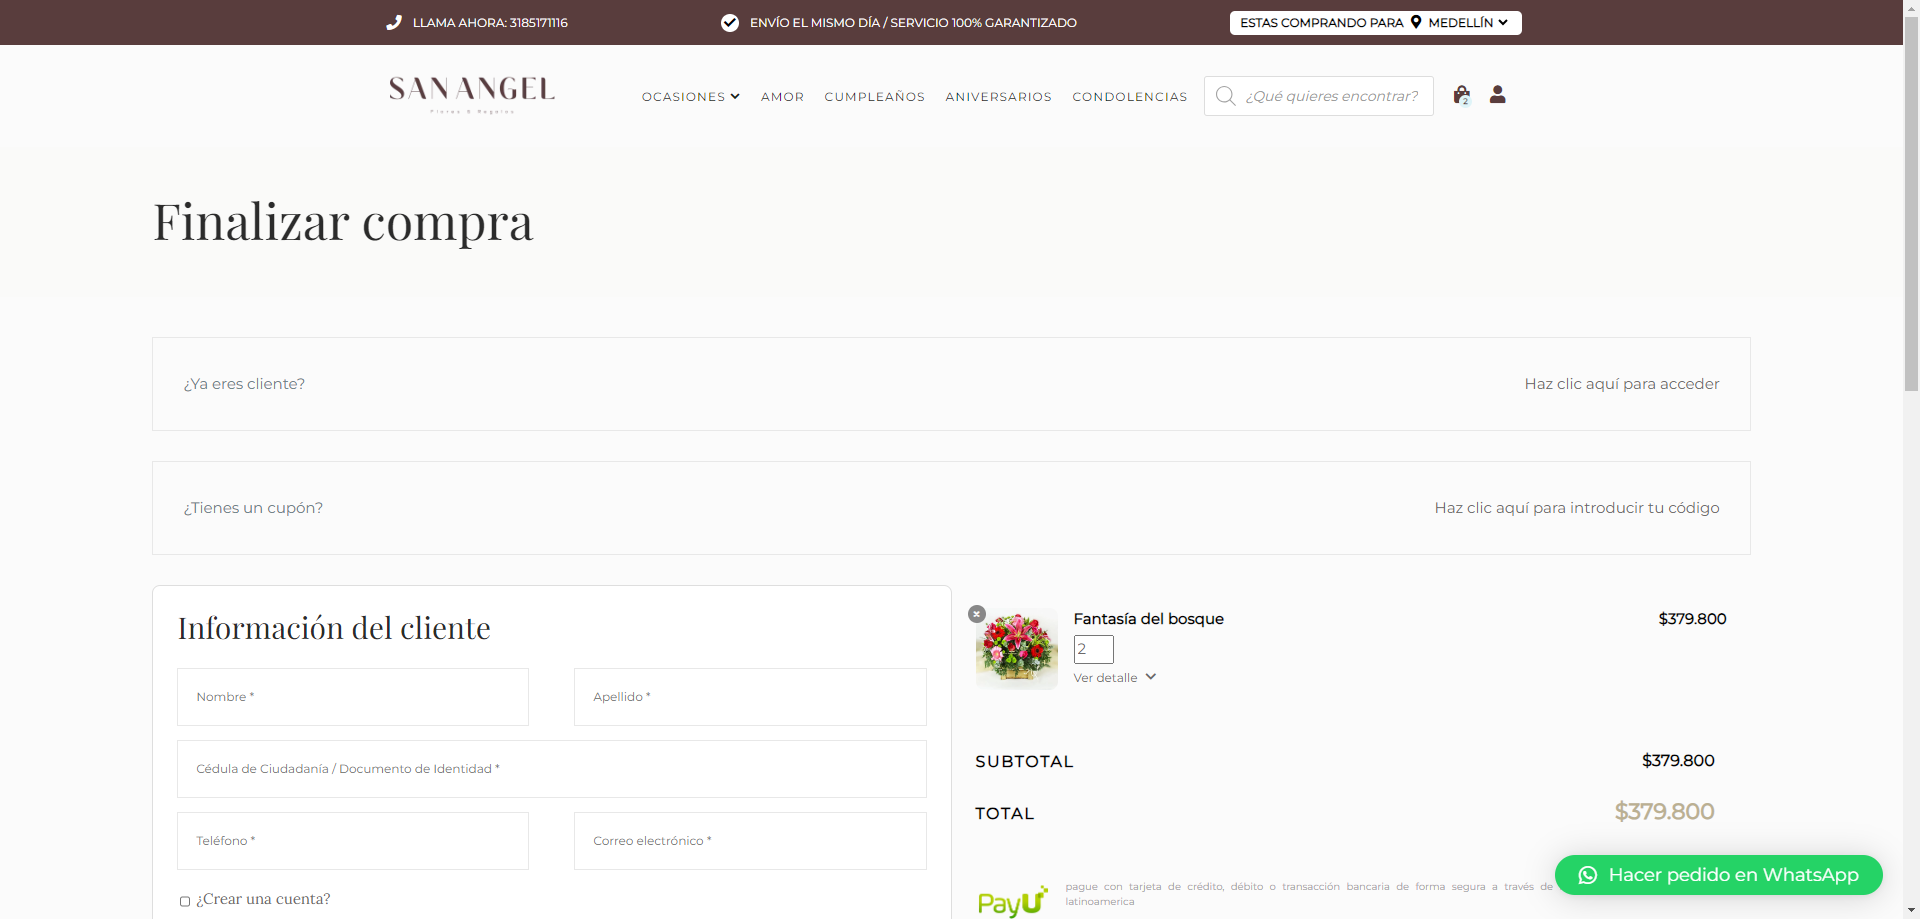 LLAMA AHORA: 3185171116
ENVÍO EL MISMO DÍA / SERVICIO 100% GARANTIZADO
ESTAS COMPRANDO PARA MEDELLÍN
SAN ANGEL
Flores & Regalos
OCASIONES
AMOR
CUMPLEAÑOS
ANIVERSARIOS
CONDOLENCIAS
¿Qué quieres encontrar?
2
Finalizar compra
¿Ya eres cliente?
Haz clic aquí para acceder
¿Tienes un cupón?
Haz clic aquí para introducir tu código
Información del cliente
Nombre *
Apellido *
Cédula de Ciudadanía / Documento de Identidad *
Teléfono *
Correo electrónico *
¿Crear una cuenta?
Fantasía del bosque
$379.800
2
Ver detalle
SUBTOTAL
$379.800
TOTAL
$379.800
PayU
pague con tarjeta de crédito, débito o transacción bancaria de forma segura a través de
latinoamerica
Hacer pedido en WhatsApp